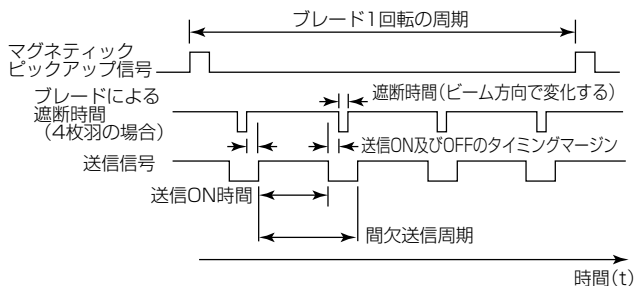 ブレード1回転の周期
マグネティック
ピックアップ信号
ブレードによる
遮断時間
(4枚羽の場合)
遮断時間(ビーム方向で変化する)
送信ON及びOFFのタイミングマージン
送信信号
送信ON時間
間欠送信周期
時間(t)